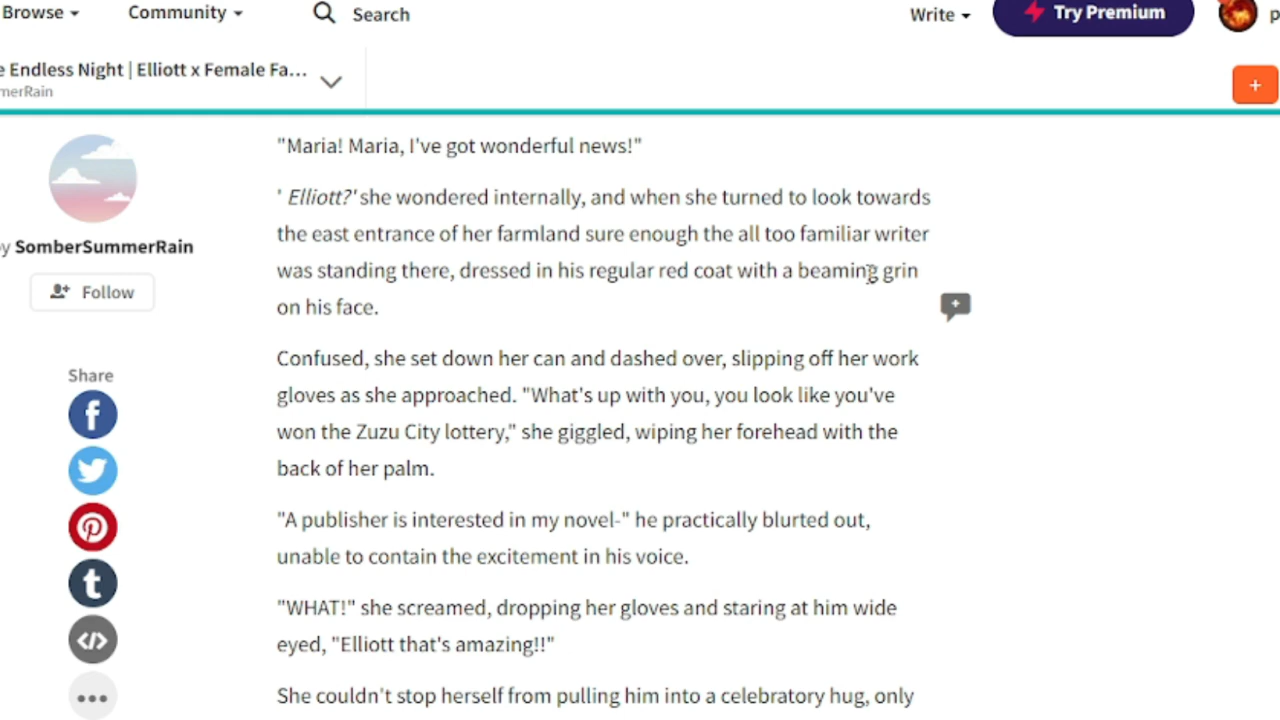 Browse
Community
Search
Write
Try Premium
p
e Endless Night | Elliott x Female Fa...
merRain
+
"Maria! Maria, I've got wonderful news!"
' Elliott?' she wondered internally, and when she turned to look towards
the east entrance of her farmland sure enough the all too familiar writer
was standing there, dressed in his regular red coat with a beaming grin
on his face.
y SomberSummerRain
Follow
Share
Confused, she set down her can and dashed over, slipping off her work
gloves as she approached. "What's up with you, you look like you've
won the Zuzu City lottery," she giggled, wiping her forehead with the
back of her palm.
"A publisher is interested in my novel-" he practically blurted out,
unable to contain the excitement in his voice.
"WHAT!" she screamed, dropping her gloves and staring at him wide
eyed, "Elliott that's amazing!!"
She couldn't stop herself from pulling him into a celebratory hug, only